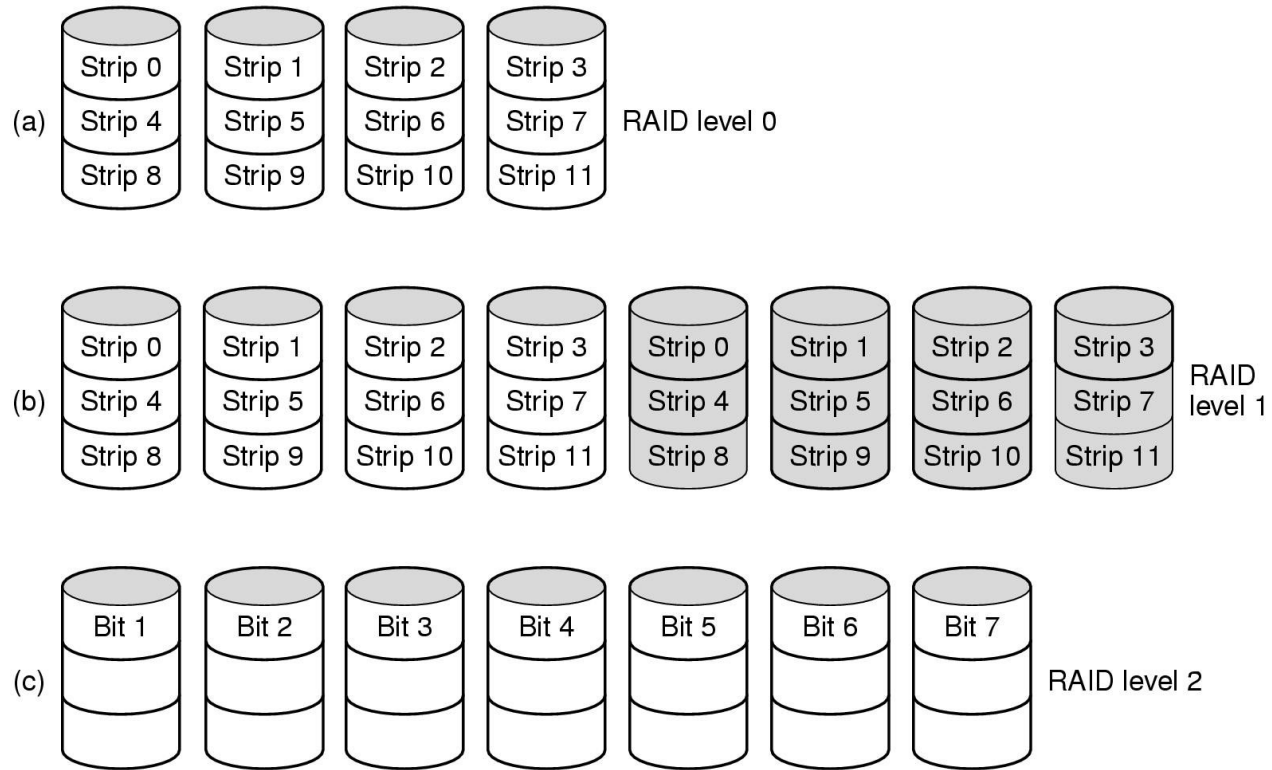 Strip 0 Strip 1 Strip 2 Strip 3
(a) Strip 4 Strip 5 Strip 6 Strip 7 RAID level 0
Strip 8 Strip 9 Strip 10 Strip 11
Strip 0 Strip 1 Strip 2 Strip 3 Strip 0 Strip 1 Strip 2 Strip 3
(b) Strip 4 Strip 5 Strip 6 Strip 7 Strip 4 Strip 5 Strip 6 Strip 7 RAID
level 1
Strip 8 Strip 9 Strip 10 Strip 11 Strip 8 Strip 9 Strip 10 Strip 11
Bit 1 Bit 2 Bit 3 Bit 4 Bit 5 Bit 6 Bit 7
(c) RAID level 2